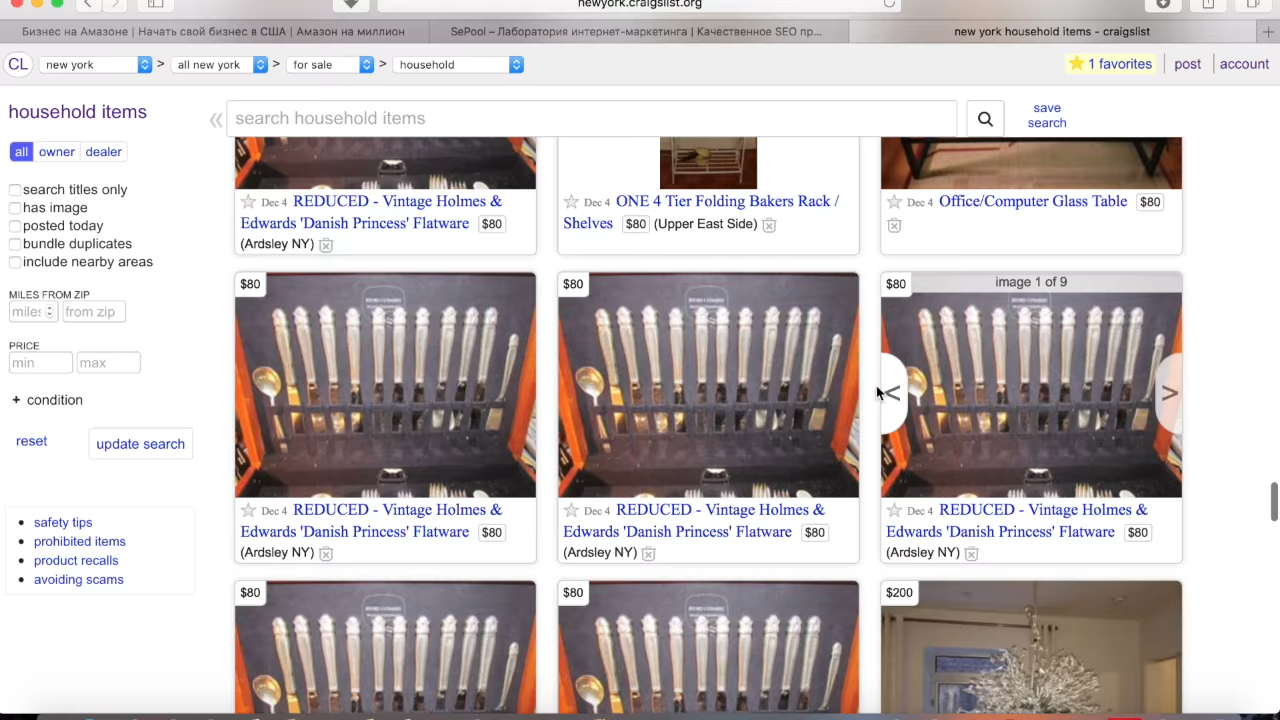 newyork.craigslist.org
Бизнес на Амазоне | Начать свой бизнес в США | Амазон на миллион
SePool – Лаборатория интернет-маркетинга | Качественное SEO пр...
new york household items - craigslist
CL new york > all new york > for sale > household
1 favorites post account
household items
search household items
save
search
all owner dealer
search titles only
has image
posted today
bundle duplicates
include nearby areas
MILES FROM ZIP
miles from zip
PRICE
min max
+ condition
reset update search
safety tips
prohibited items
product recalls
avoiding scams
Dec 4 REDUCED - Vintage Holmes &
Edwards 'Danish Princess' Flatware $80
(Ardsley NY)
Dec 4 ONE 4 Tier Folding Bakers Rack /
Shelves $80 (Upper East Side)
Dec 4 Office/Computer Glass Table $80
$80
Dec 4 REDUCED - Vintage Holmes &
Edwards 'Danish Princess' Flatware $80
(Ardsley NY)
$80
Dec 4 REDUCED - Vintage Holmes &
Edwards 'Danish Princess' Flatware $80
(Ardsley NY)
$80 image 1 of 9
< >
Dec 4 REDUCED - Vintage Holmes &
Edwards 'Danish Princess' Flatware $80
(Ardsley NY)
$80
$80
$200